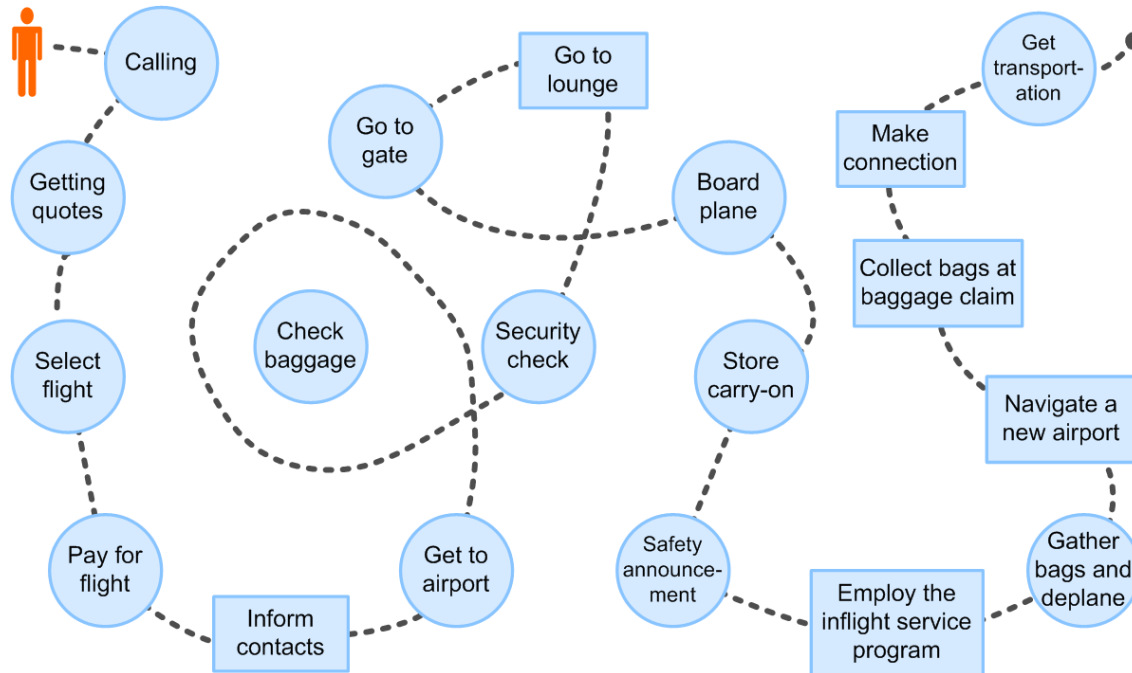 Calling
Getting
quotes
Select
flight
Pay for
flight
Inform
contacts
Get to
airport
Check
baggage
Security
check
Go to
lounge
Go to
gate
Board
plane
Store
carry-on
Safety
announce-
ment
Employ the
inflight service
program
Gather
bags and
deplane
Navigate a
new airport
Collect bags at
baggage claim
Make
connection
Get
transport-
ation